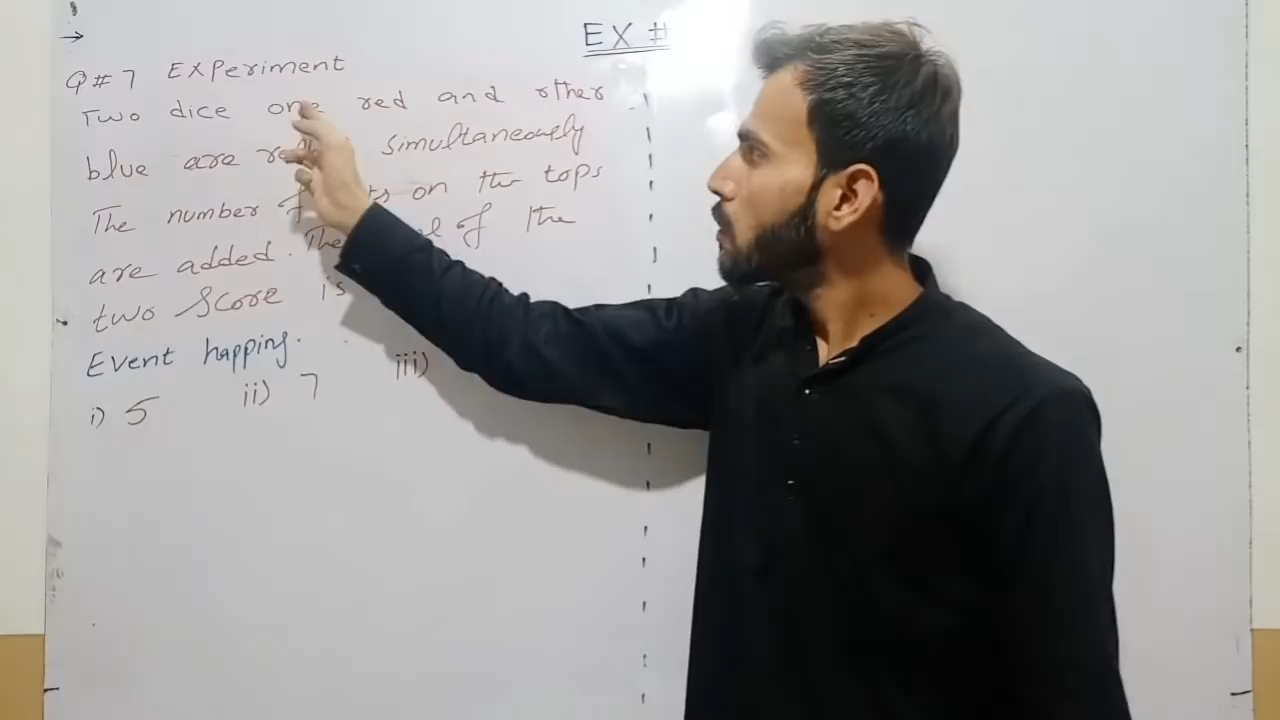 EX #
Q#7 Experiment
Two dice one red and other
blue are simultaneously
The number on the tops
are added. The of the
two Score is
Event happing.
i) 5 ii) 7 iii)